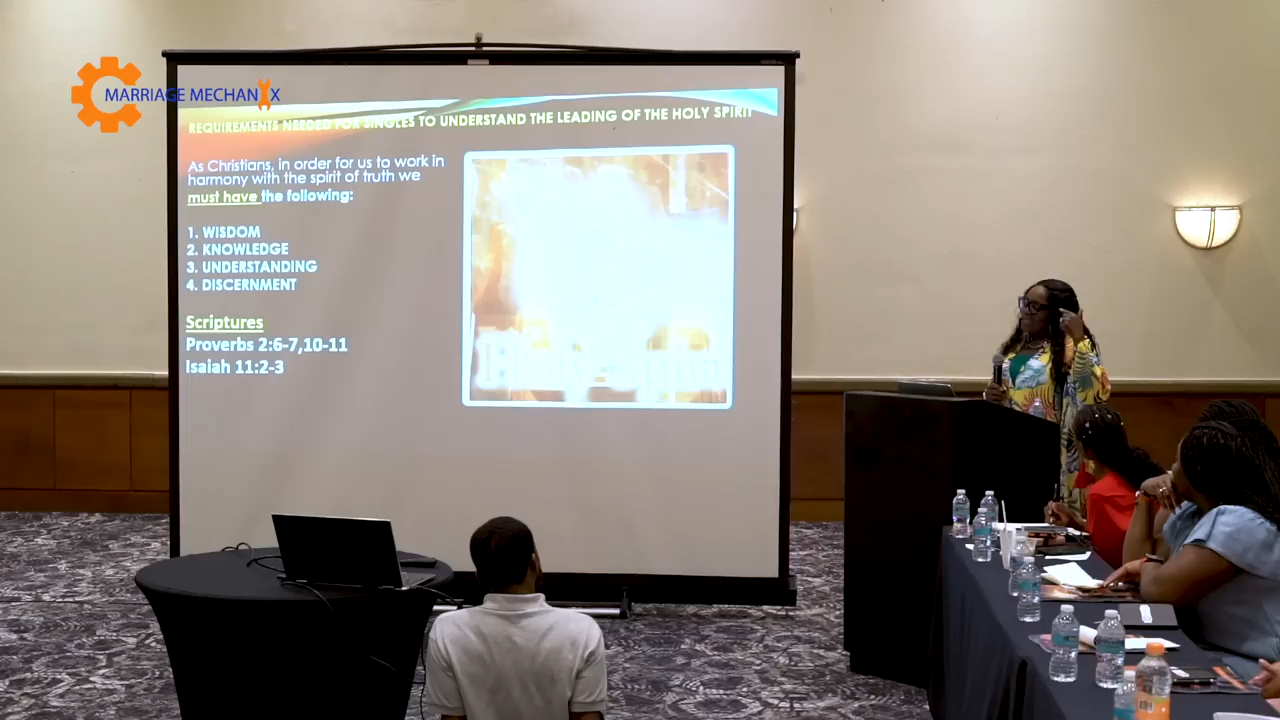 MARRIAGE MECHANIX
REQUIREMENTS NEEDED FOR SINGLES TO UNDERSTAND THE LEADING OF THE HOLY SPIRIT
As Christians, in order for us to work in
harmony with the spirit of truth we
must have the following:
1. WISDOM
2. KNOWLEDGE
3. UNDERSTANDING
4. DISCERNMENT
Scriptures
Proverbs 2:6-7,10-11
Isaiah 11:2-3